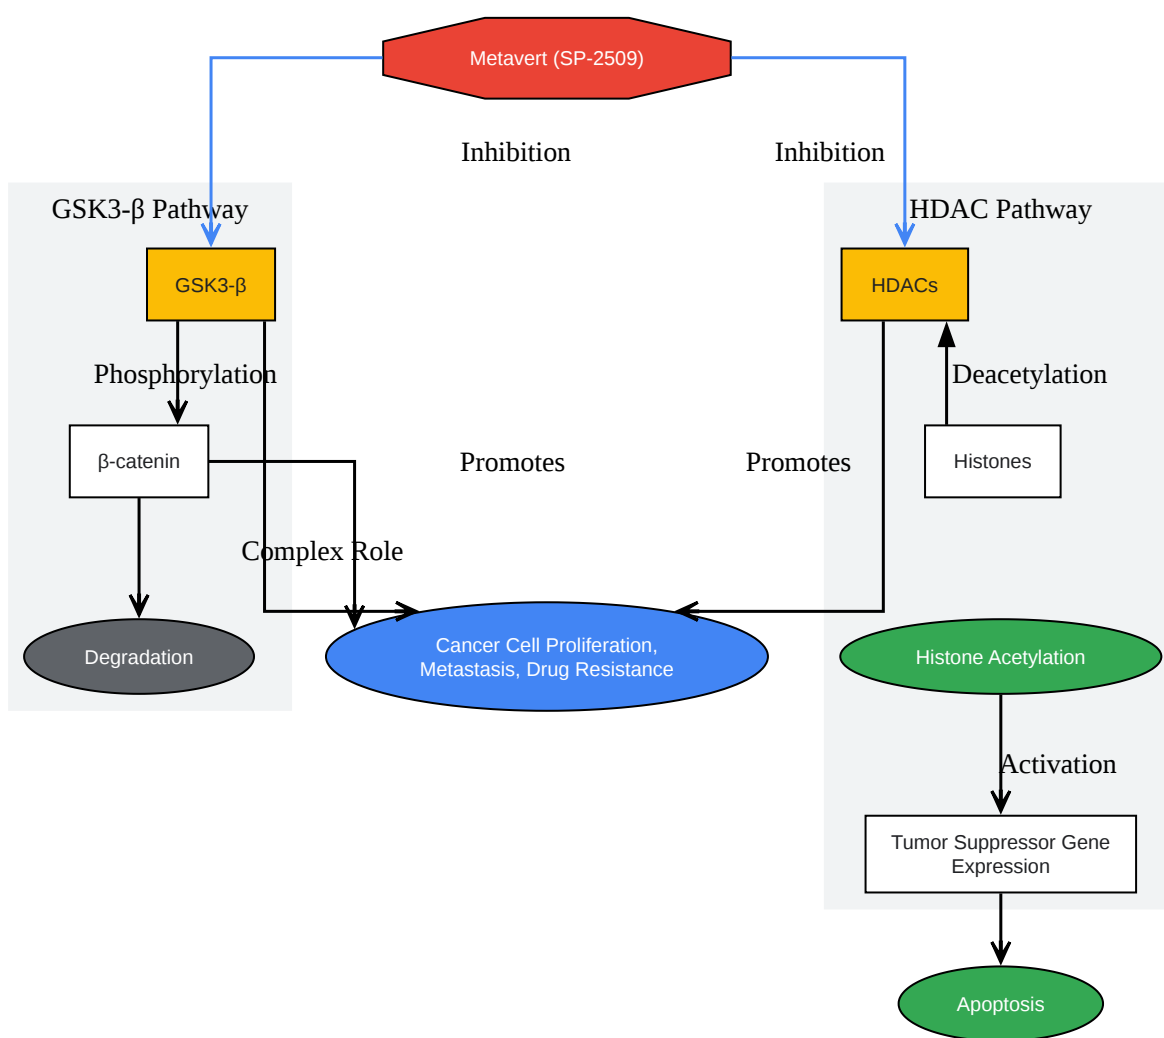 Metavert (SP-2509)
Inhibition
Inhibition
GSK3-β Pathway
HDAC Pathway
GSK3-β
HDACs
Phosphorylation
Deacetylation
β-catenin
Promotes
Promotes
Histones
Complex Role
Degradation
Cancer Cell Proliferation,
Metastasis, Drug Resistance
Histone Acetylation
Activation
Tumor Suppressor Gene
Expression
Apoptosis